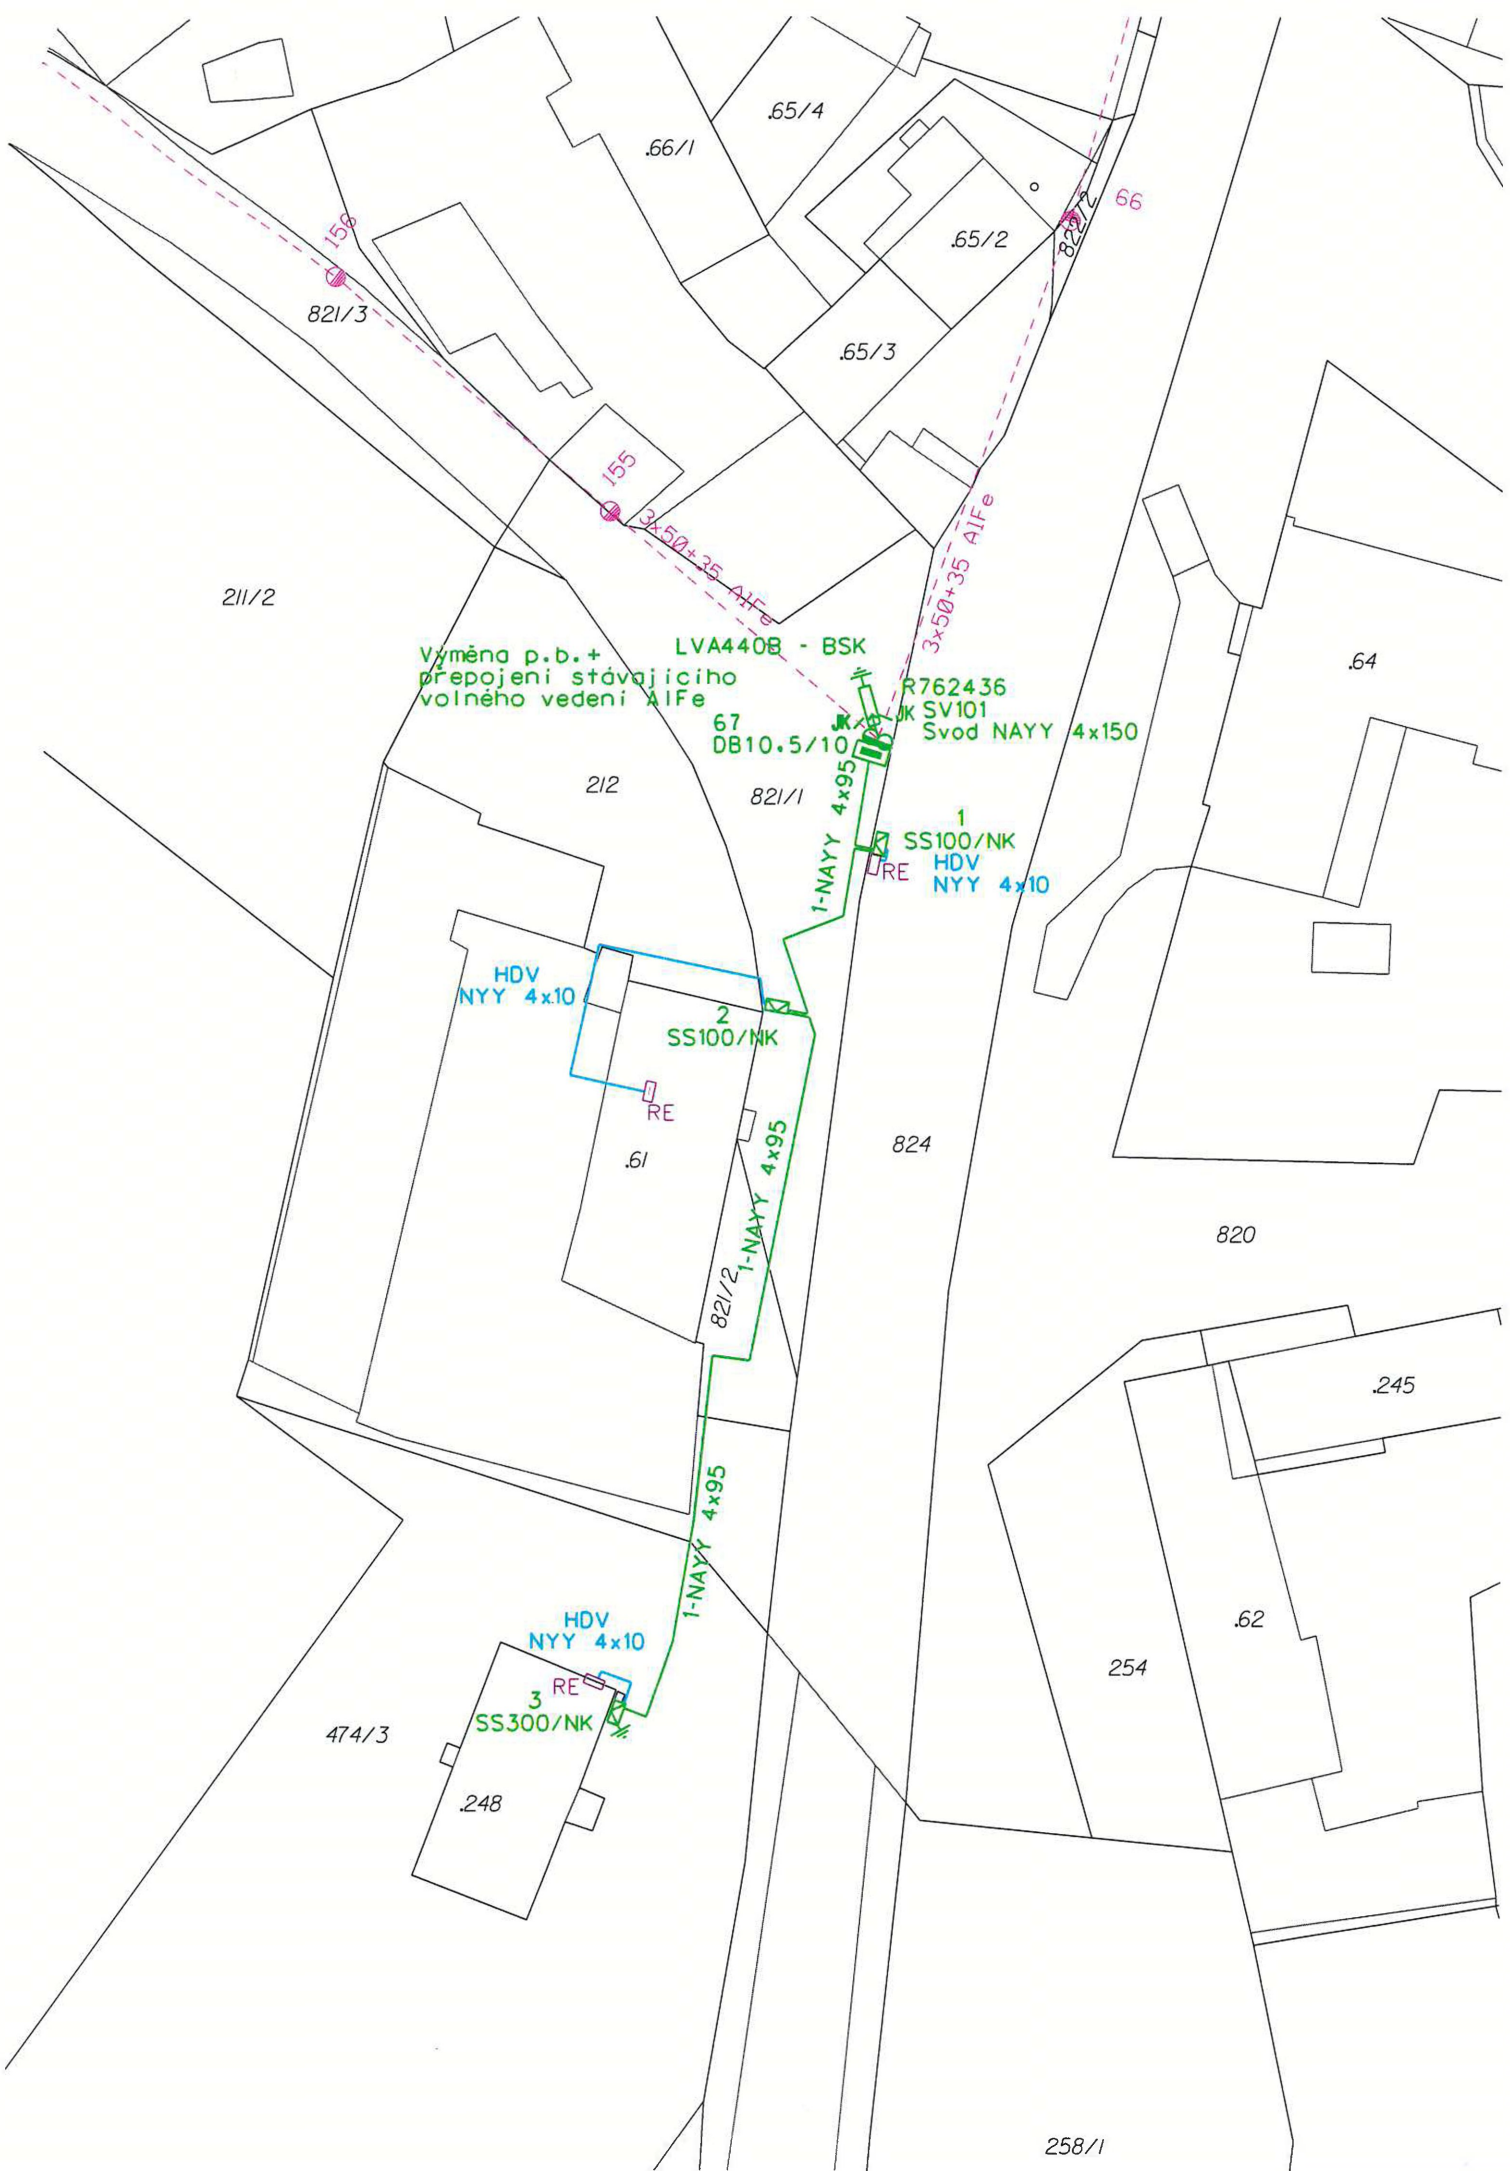 .65/4
.66/1
66
822/2
156
.65/2
821/3
.65/3
155
3x50+35 AlFe
3x50+35 AlFe
211/2
LVA440B - BSK
Výměna p.b.+
přepojení stávajícího
volného vedení AlFe
.64
R762436
JK SV101
Svod NAYY 4x150
67
DB10.5/10
212
821/1
1-NAYY 4x95
1
SS100/NK
RE
HDV
NYY 4x10
HDV
NYY 4x10
2
SS100/NK
RE
.61
1-NAYY 4x95
824
820
821/2
.245
1-NAYY 4x95
HDV
NYY 4x10
RE
3
SS300/NK
.62
254
474/3
.248
258/1